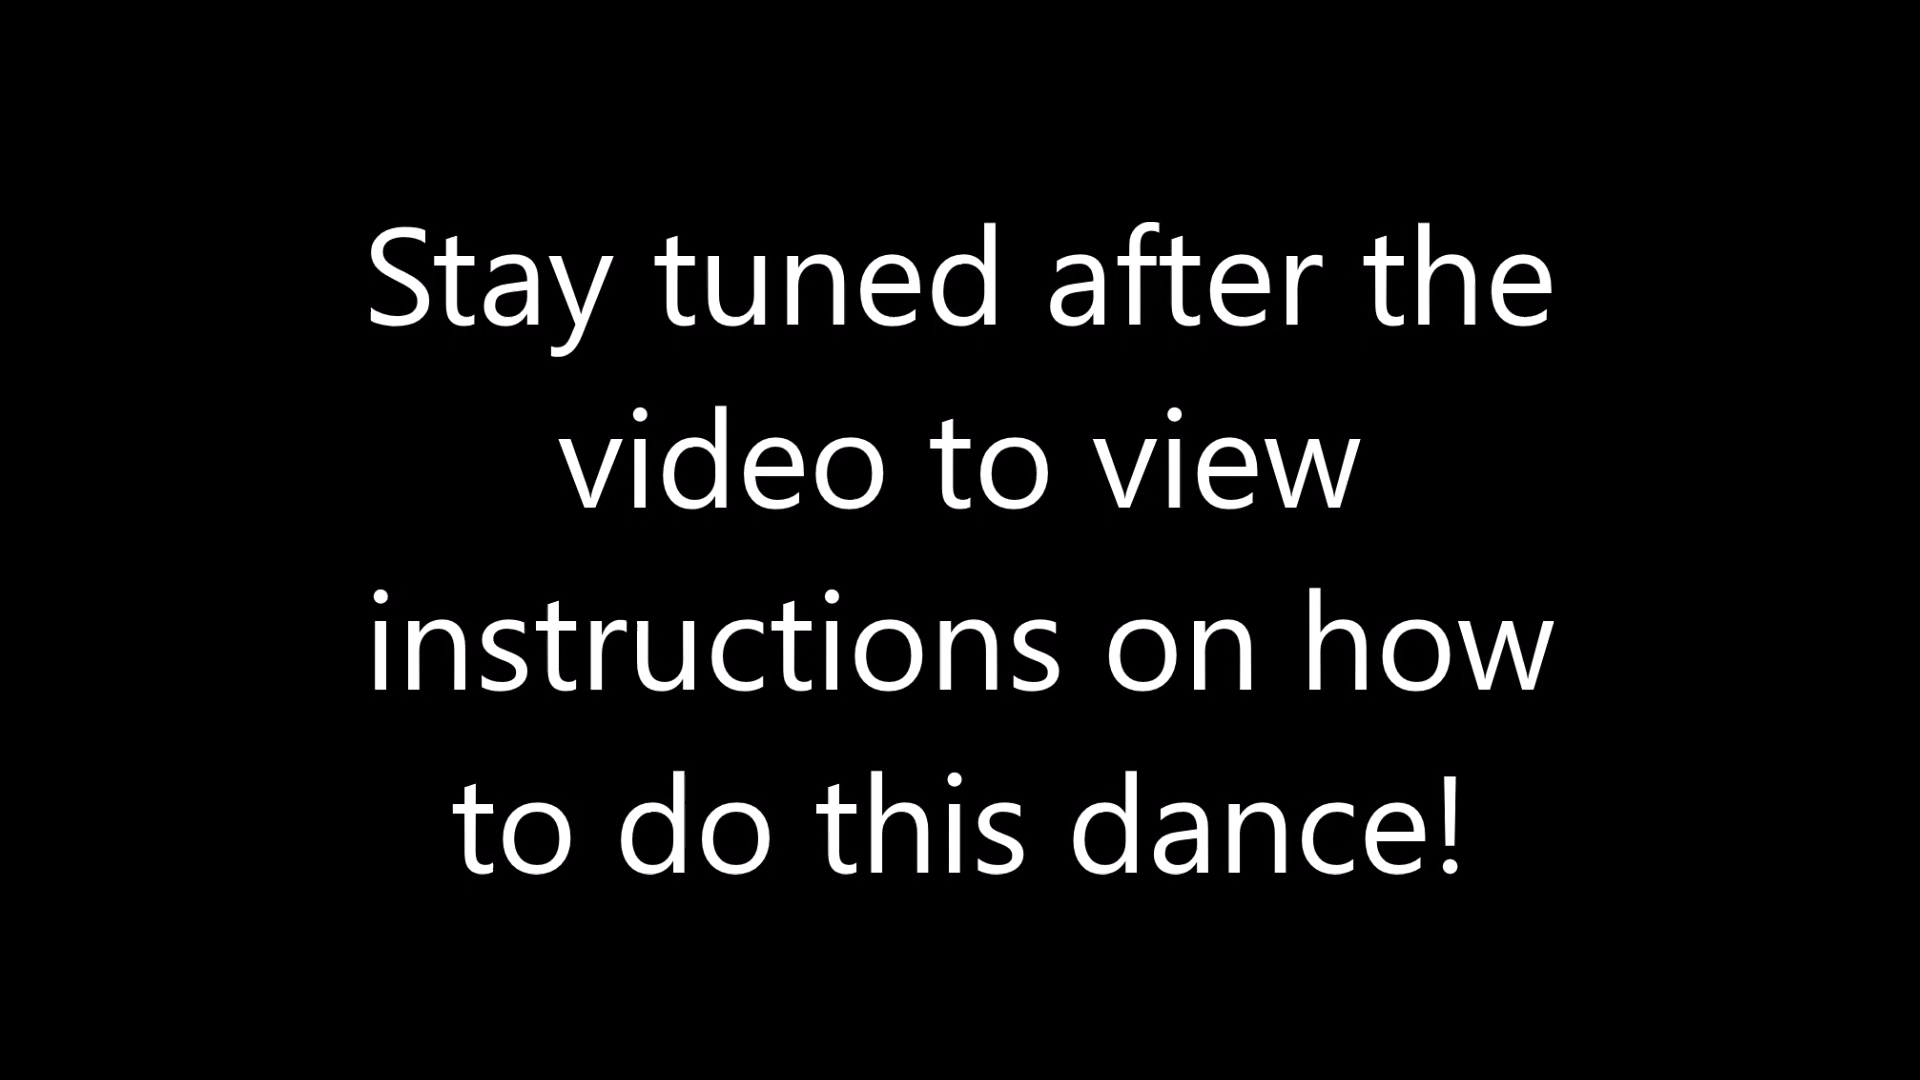 Stay tuned after the
video to view
instructions on how
to do this dance!